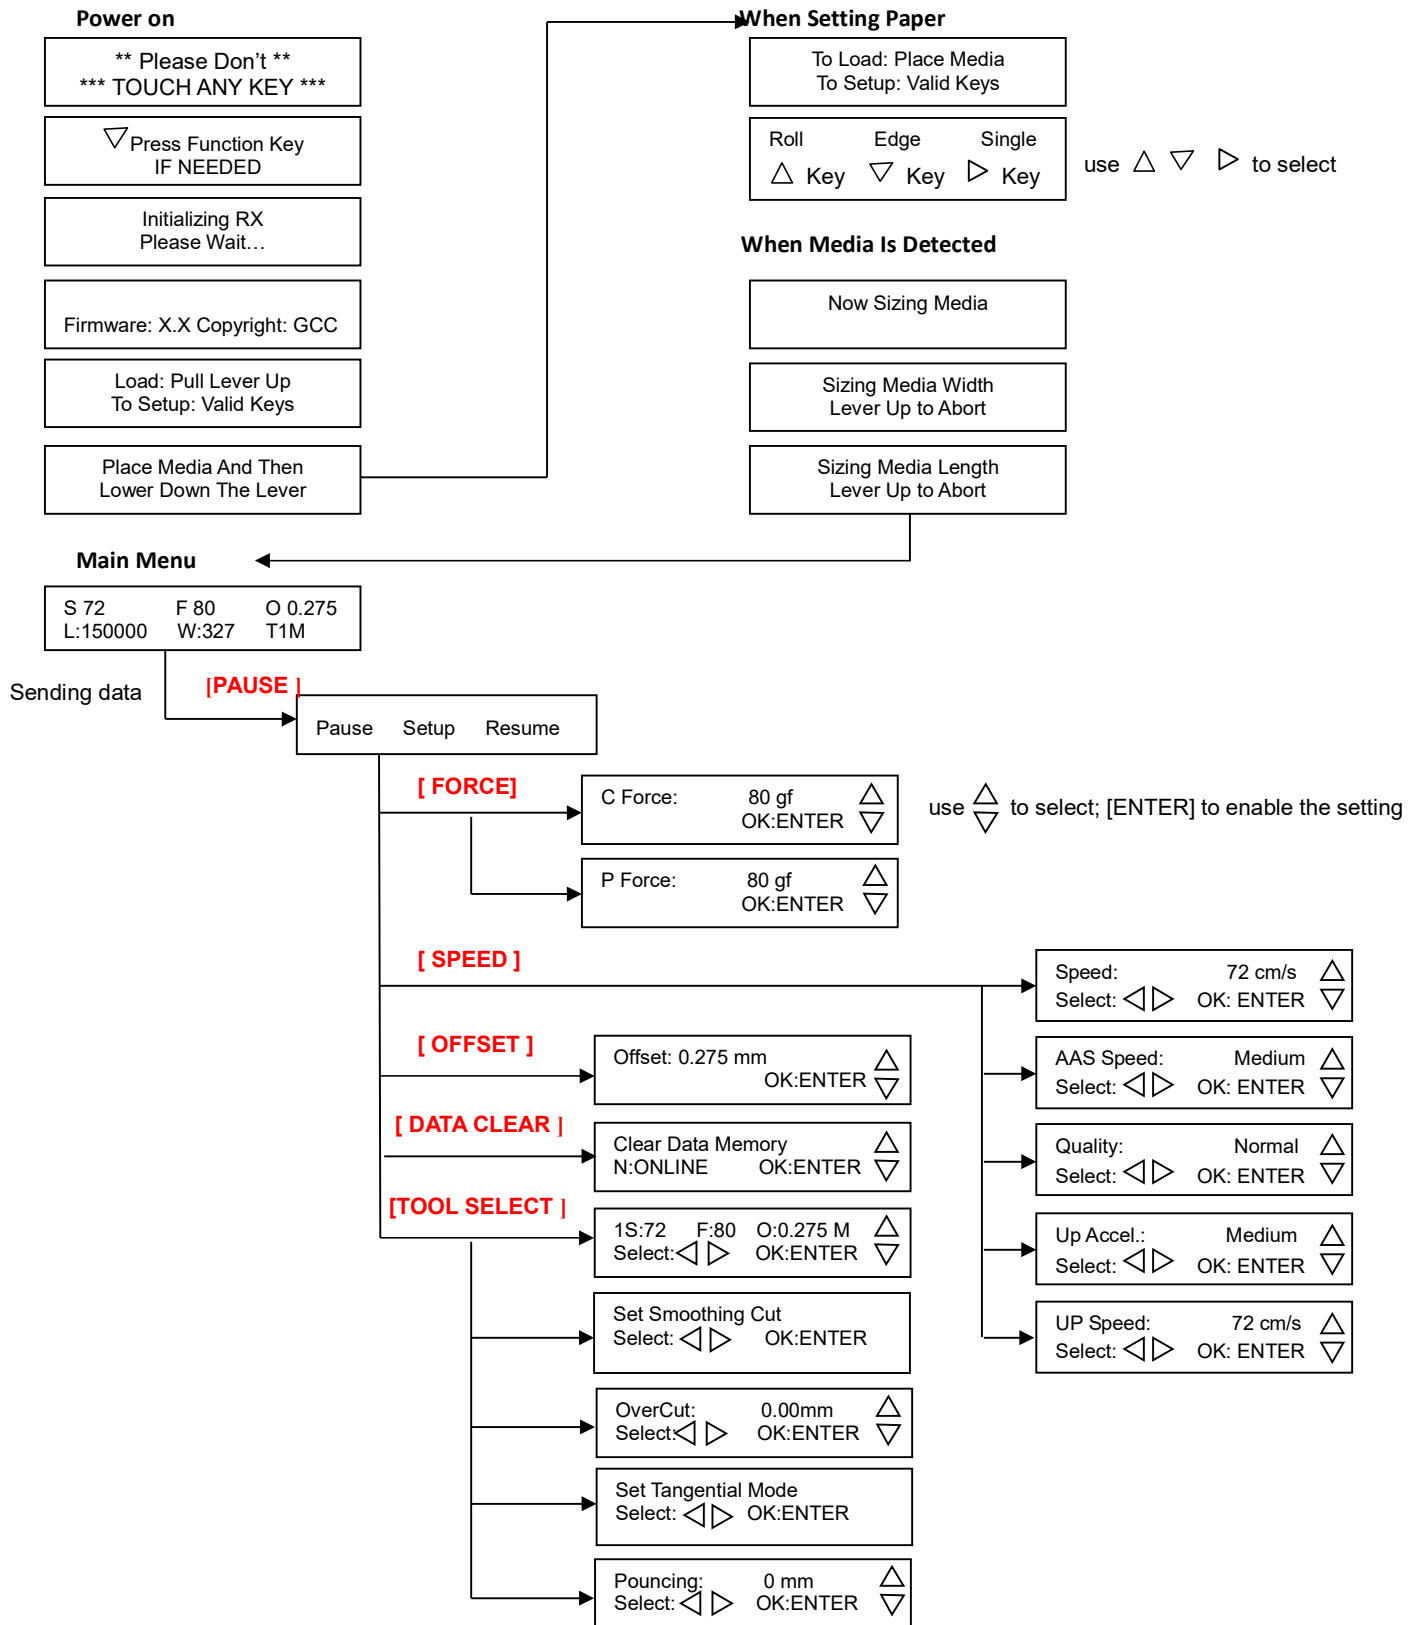 Power on
** Please Don't **
*** TOUCH ANY KEY ***
Press Function Key
IF NEEDED
Initializing RX
Please Wait…
Firmware: X.X Copyright: GCC
Load: Pull Lever Up
To Setup: Valid Keys
Place Media And Then
Lower Down The Lever
When Setting Paper
To Load: Place Media
To Setup: Valid Keys
Roll Edge Single
△ Key ▽ Key ▷ Key
use △ ▽ ▷ to select
When Media Is Detected
Now Sizing Media
Sizing Media Width
Lever Up to Abort
Sizing Media Length
Lever Up to Abort
Main Menu
S 72 F 80 O 0.275
L:150000 W:327 T1M
Sending data
[PAUSE ]
Pause Setup Resume
[ FORCE]
C Force: 80 gf
OK:ENTER
use △▽ to select; [ENTER] to enable the setting
P Force: 80 gf
OK:ENTER
[ SPEED ]
Speed: 72 cm/s
Select: ◁ ▷ OK: ENTER
AAS Speed: Medium
Select: ◁ ▷ OK: ENTER
Quality: Normal
Select: ◁ ▷ OK: ENTER
Up Accel.: Medium
Select: ◁ ▷ OK: ENTER
UP Speed: 72 cm/s
Select: ◁ ▷ OK: ENTER
[ OFFSET ]
Offset: 0.275 mm
OK:ENTER
[ DATA CLEAR ]
Clear Data Memory
N:ONLINE OK:ENTER
[TOOL SELECT ]
1S:72 F:80 O:0.275 M
Select: ◁ ▷ OK:ENTER
Set Smoothing Cut
Select: ◁ ▷ OK:ENTER
OverCut: 0.00mm
Select: ◁ ▷ OK:ENTER
Set Tangential Mode
Select: ◁ ▷ OK:ENTER
Pouncing: 0 mm
Select: ◁ ▷ OK:ENTER